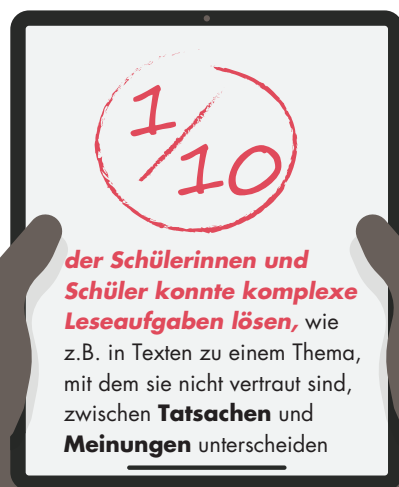 1/10
der Schülerinnen und
Schüler konnte komplexe
Leseaufgaben lösen, wie
z.B. in Texten zu einem Thema,
mit dem sie nicht vertraut sind,
zwischen Tatsachen und
Meinungen unterscheiden